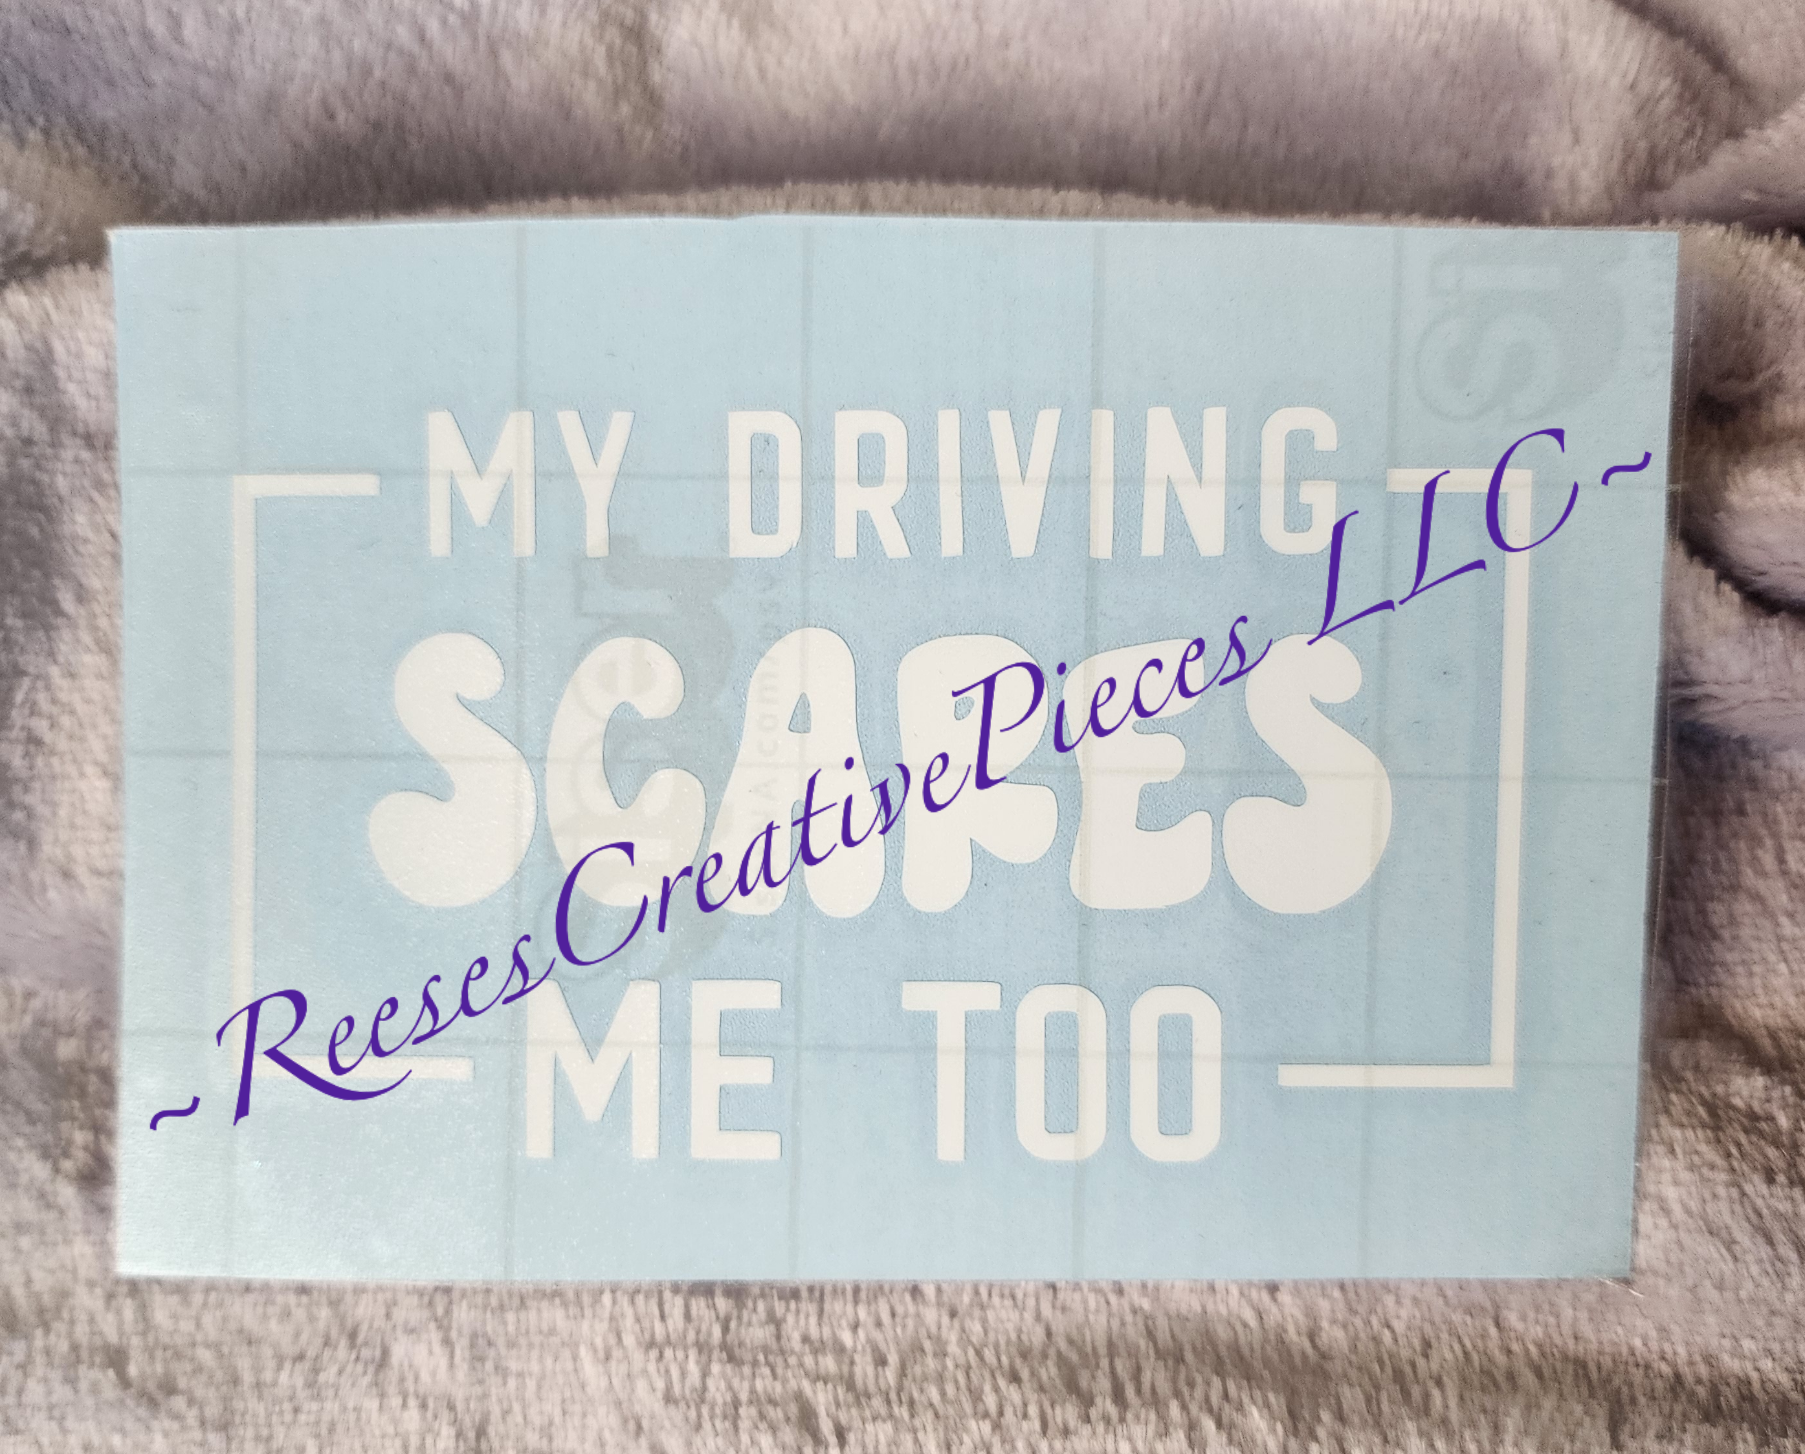 MY DRIVING
SCARES
ME TOO
~ReesesCreativePieces LLC~